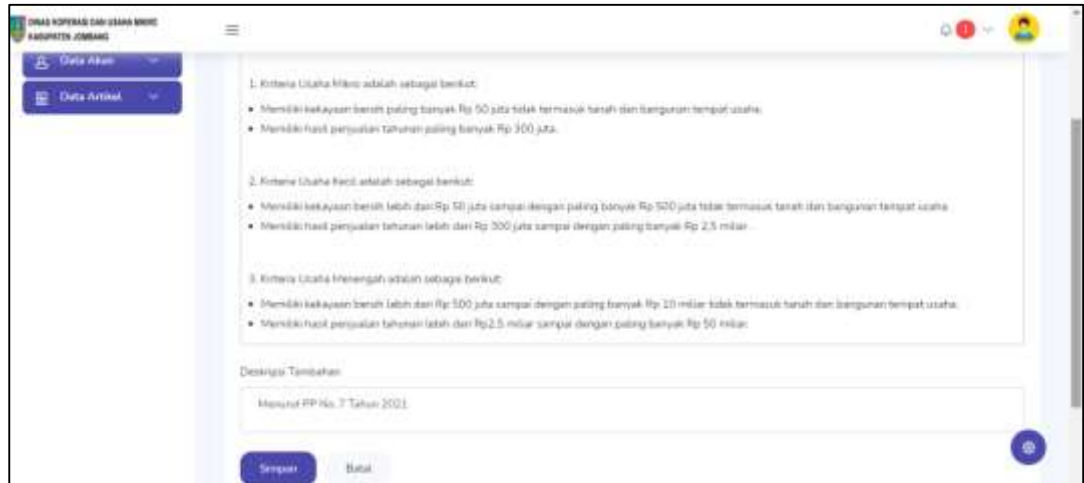 DINAS KOPERASI DAN USAHA MIKRO
KABUPATEN JOMBANG
1
Data Akun
Data Artikel
1. Kriteria Usaha Mikro adalah sebagai berikut:
• Memiliki kekayaan bersih paling banyak Rp 50 juta tidak termasuk tanah dan bangunan tempat usaha.
• Memiliki hasil penjualan tahunan paling banyak Rp 300 juta.
2. Kriteria Usaha Kecil adalah sebagai berikut:
• Memiliki kekayaan bersih lebih dari Rp 50 juta sampai dengan paling banyak Rp 500 juta tidak termasuk tanah dan bangunan tempat usaha.
• Memiliki hasil penjualan tahunan lebih dari Rp 300 juta sampai dengan paling banyak Rp 2,5 miliar.
3. Kriteria Usaha Menengah adalah sebagai berikut:
• Memiliki kekayaan bersih lebih dari Rp 500 juta sampai dengan paling banyak Rp 10 miliar tidak termasuk tanah dan bangunan tempat usaha.
• Memiliki hasil penjualan tahunan lebih dari Rp2,5 miliar sampai dengan paling banyak Rp 50 miliar.
Deskripsi Tambahan
Menurut PP No. 7 Tahun 2021
Simpan
Batal